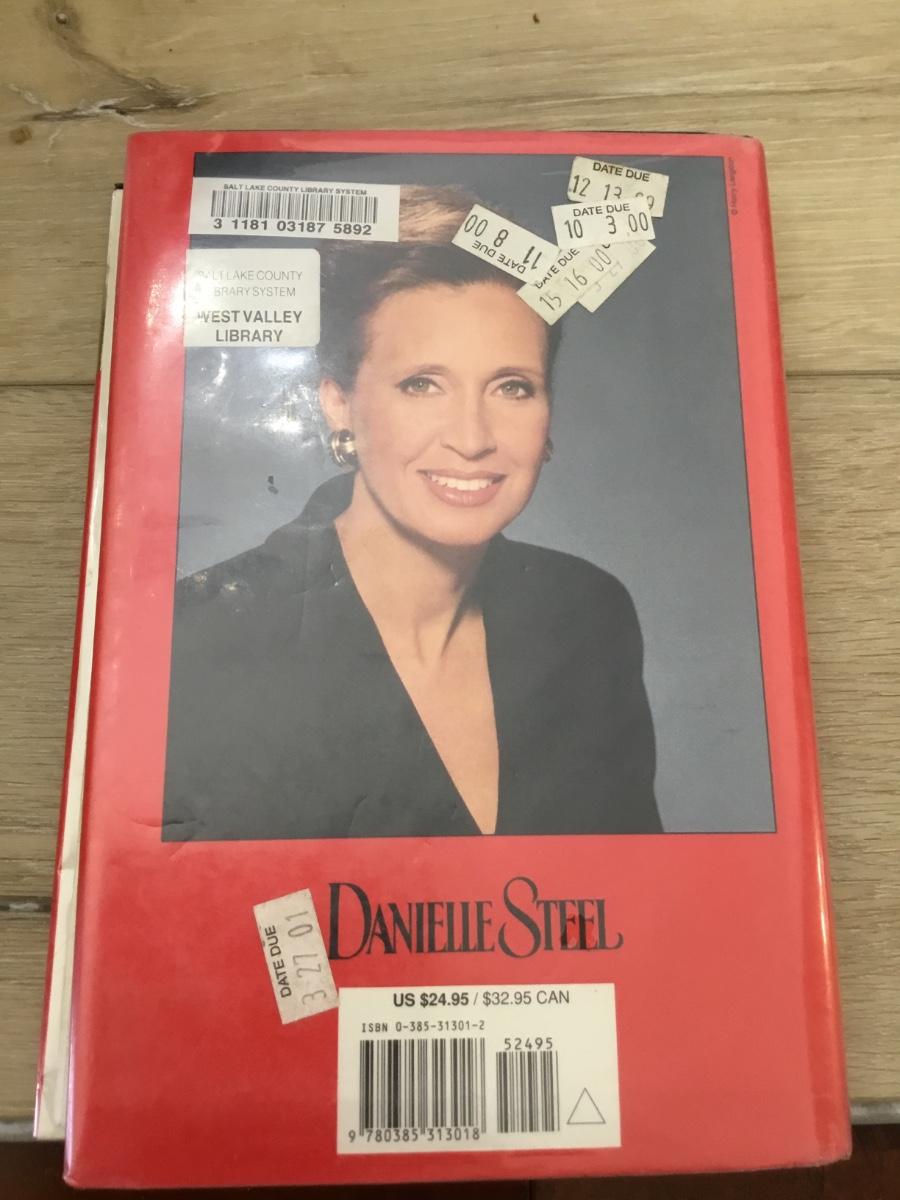 SALT LAKE COUNTY LIBRARY SYSTEM
3 1181 03187 5892
LAKE COUNTY
SYSTEM
WEST VALLEY
LIBRARY
DATE DUE
12 13
DATE DUE
10 3 00
DATE DUE
11 8 00
DATE DUE
15 16 00
© Harry Langdon
DANIELLE STEEL
DATE DUE
3 27 01
US $24.95 / $32.95 CAN
ISBN 0-385-31301-2
52495
9 780385 313018